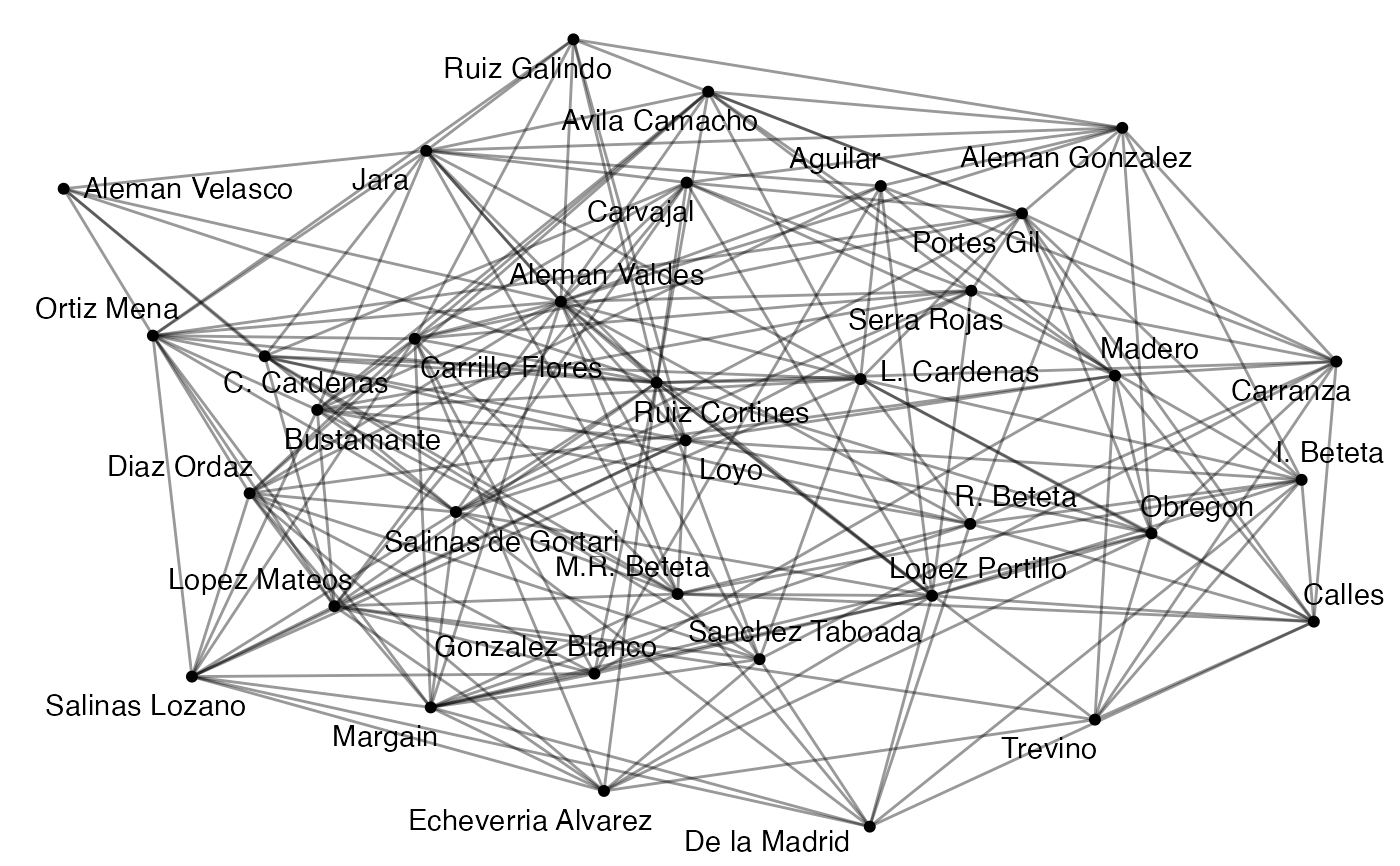 Ruiz Galindo
Avila Camacho
Aguilar
Aleman Gonzalez
Jara
Aleman Velasco
Carvajal
Portes Gil
Aleman Valdes
Ortiz Mena
Serra Rojas
Madero
Carrillo Flores
L. Cardenas
C. Cardenas
Carranza
Ruiz Cortines
Bustamante
I. Beteta
Diaz Ordaz
Loyo
R. Beteta
Obregon
Salinas de Gortari
M.R. Beteta
Lopez Portillo
Lopez Mateos
Calles
Sanchez Taboada
Gonzalez Blanco
Salinas Lozano
Margain
Trevino
Echeverria Alvarez
De la Madrid